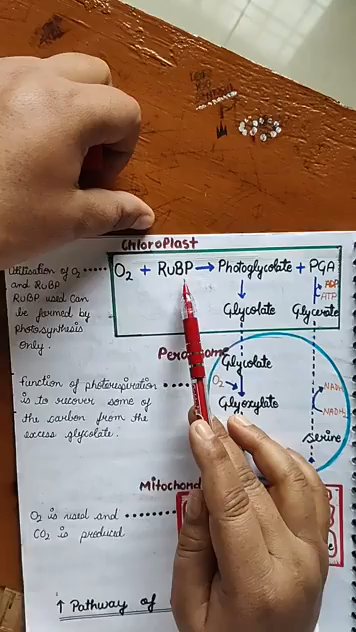 Chloroplast
Utilisation of O₂ .....
and RuBP
RuBP used can
be formed by
photosynthesis
only.
O₂ + RuBP → Photoglycolate + PGA
ADP
ATP
Glycolate Glycerate
Glycolate
O₂
Glyoxylate
NAD
NADH₂
serine
function of photorespiration .....
is to recover some of
the carbon from the
excess glycolate.
O₂ is used and ........
CO₂ is produced
↑ Pathway of